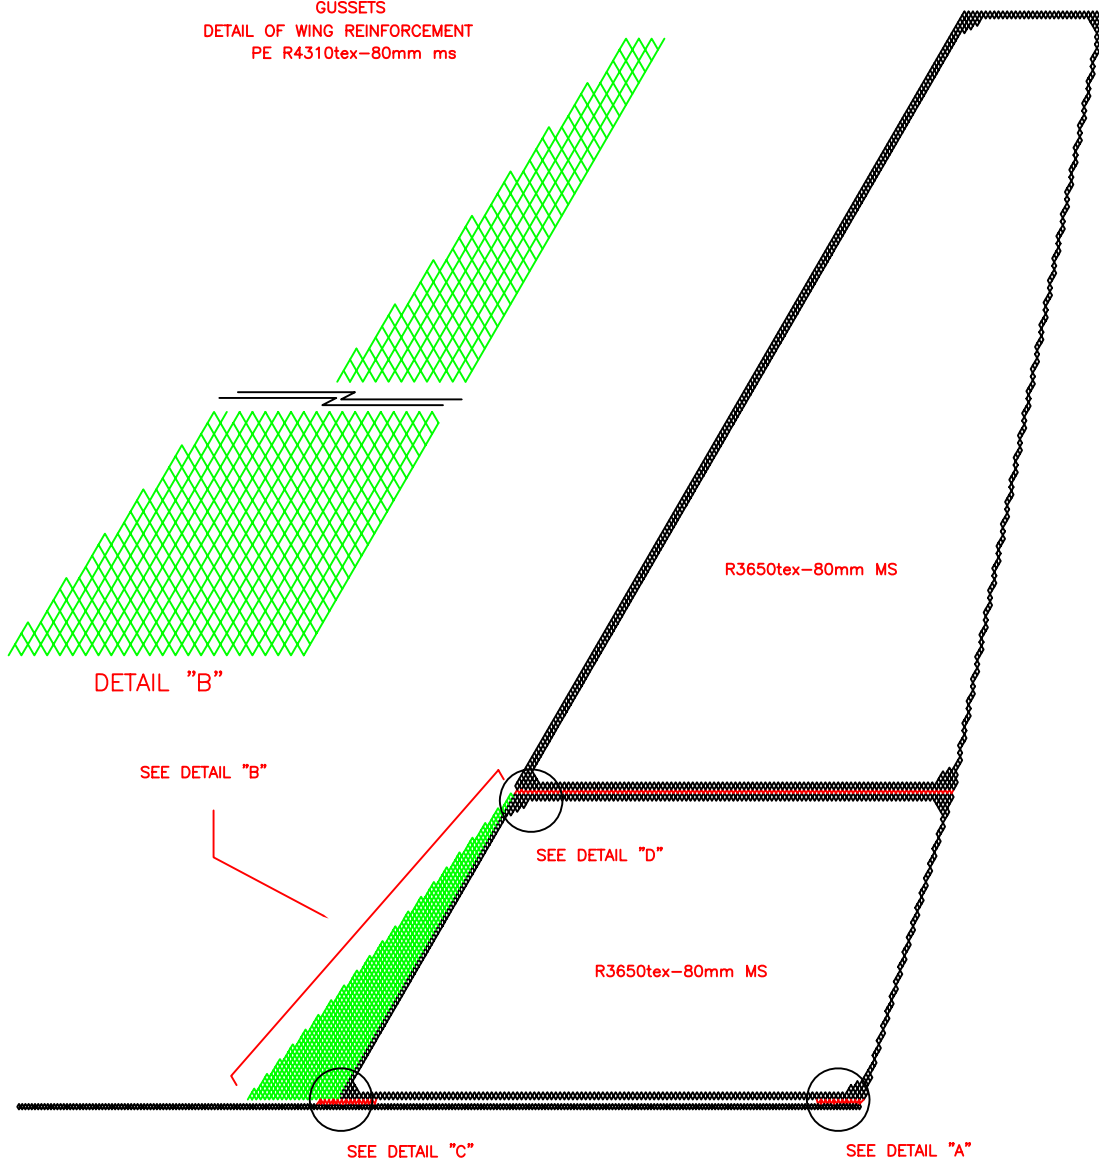 GUSSETS
DETAIL OF WING REINFORCEMENT
PE R4310tex-80mm ms
R3650tex-80mm MS
DETAIL "B"
SEE DETAIL "B"
SEE DETAIL "D"
R3650tex-80mm MS
SEE DETAIL "C"
SEE DETAIL "A"